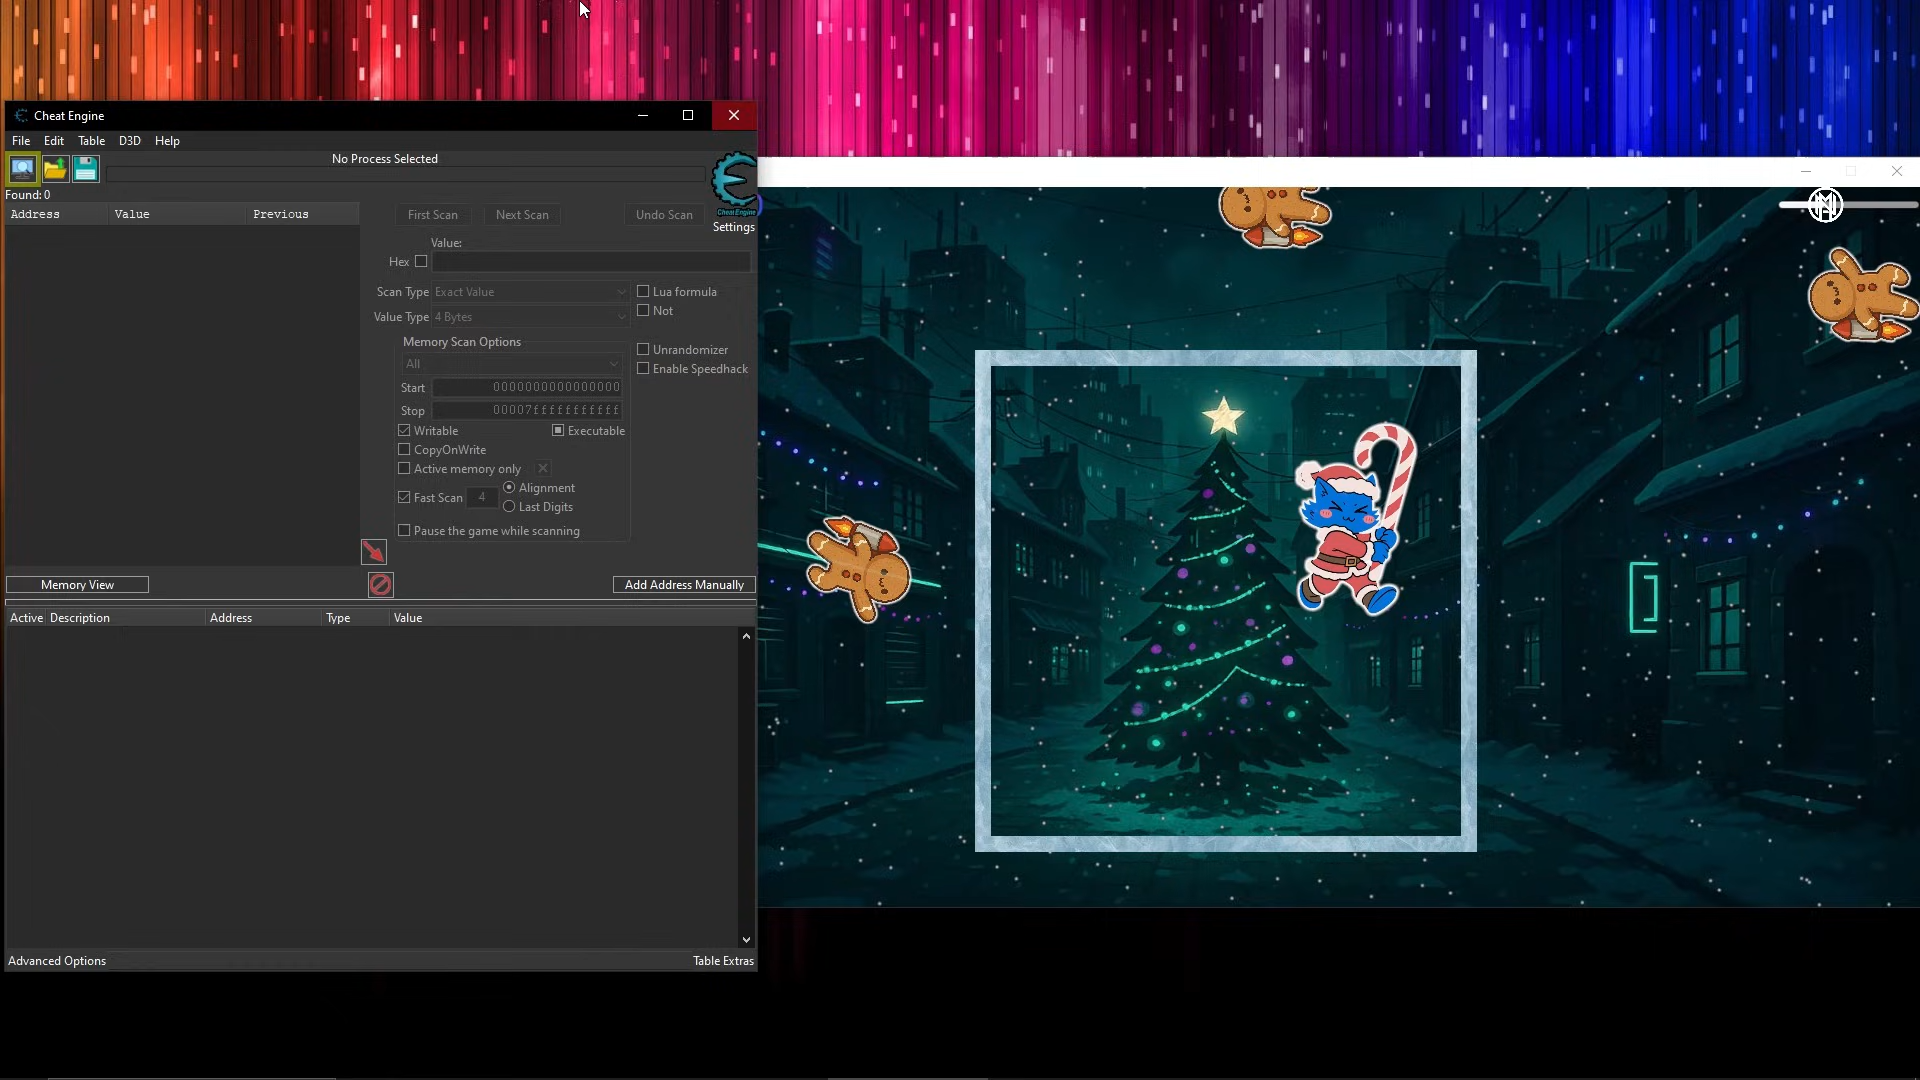 Cheat Engine
File Edit Table D3D Help
No Process Selected
Found: 0
Address Value Previous
First Scan Next Scan Undo Scan
Cheat Engine
Settings
Value:
Hex
Scan Type Exact Value
Lua formula
Not
Value Type 4 Bytes
Memory Scan Options
All
Unrandomizer
Enable Speedhack
Start 0000000000000000
Stop 00007fffffffffff
Writable Executable
CopyOnWrite
Active memory only
Fast Scan 4 Alignment
Last Digits
Pause the game while scanning
Memory View
Add Address Manually
Active Description Address Type Value
Advanced Options
Table Extras